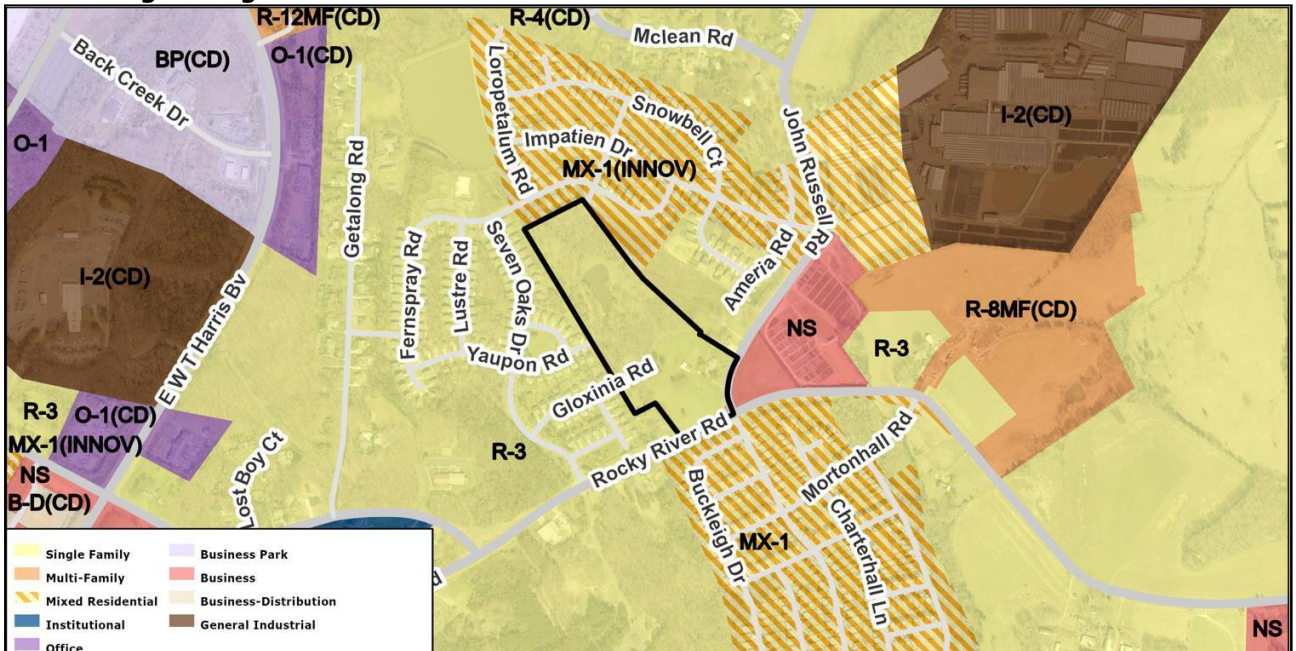 R-12MF(CD)
R-4(CD)
Mclean Rd
BP(CD)
O-1(CD)
Back Creek Dr
Loropetalum Rd
Snowbell Ct
John Russell Rd
I-2(CD)
O-1
Impatien Dr
MX-1(INNOV)
Getalong Rd
Seven Oaks Dr
Fernspray Rd
Lustre Rd
Ameria Rd
I-2(CD)
E W T Harris Bv
NS
R-8MF(CD)
R-3
Yaupon Rd
Gloxinia Rd
R-3
O-1(CD)
MX-1(INNOV)
NS
B-D(CD)
Lost Boy Ct
R-3
Rocky River Rd
Mortonhall Rd
Buckleigh Dr
Charterhall Ln
MX-1
NS
Single Family
Multi-Family
Mixed Residential
Institutional
Office
Business Park
Business
Business-Distribution
General Industrial